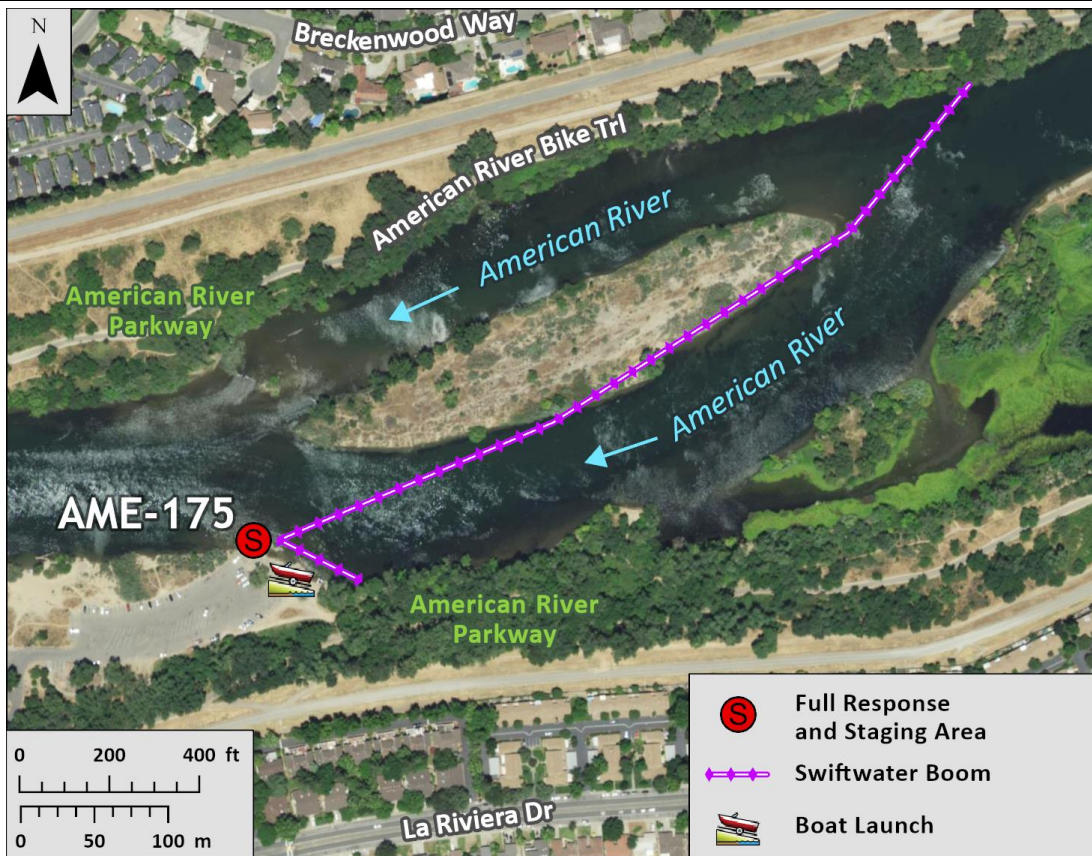 N
Breckenwood Way
American River Bike Trl
American River
American River
Parkway
American River
AME-175
S
American River
Parkway
La Riviera Dr
0 200 400 ft
0 50 100 m
S Full Response
and Staging Area
Swiftwater Boom
Boat Launch